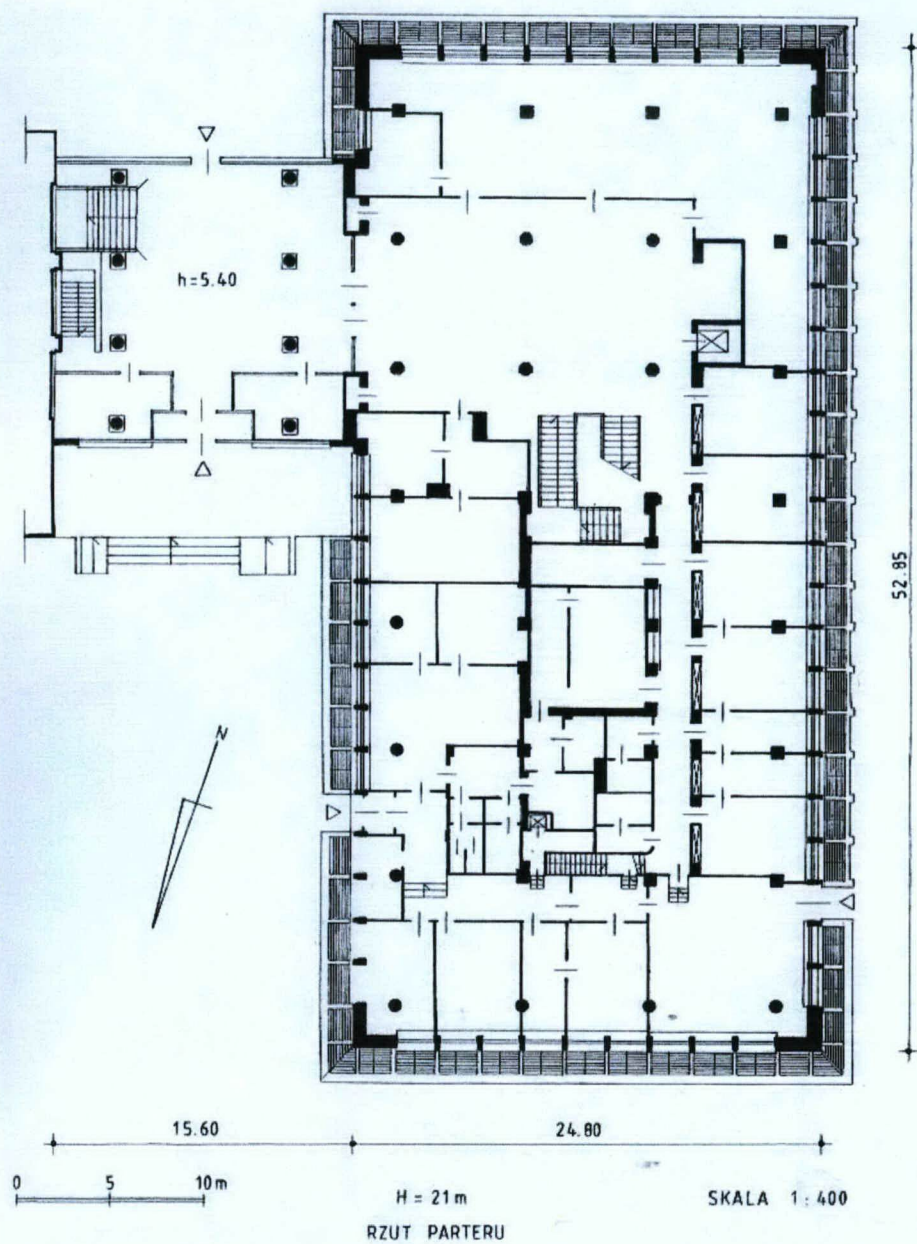 h=5.40
52.85
N
15.60
24.80
0 5 10m
H = 21m
SKALA 1:400
RZUT PARTERU